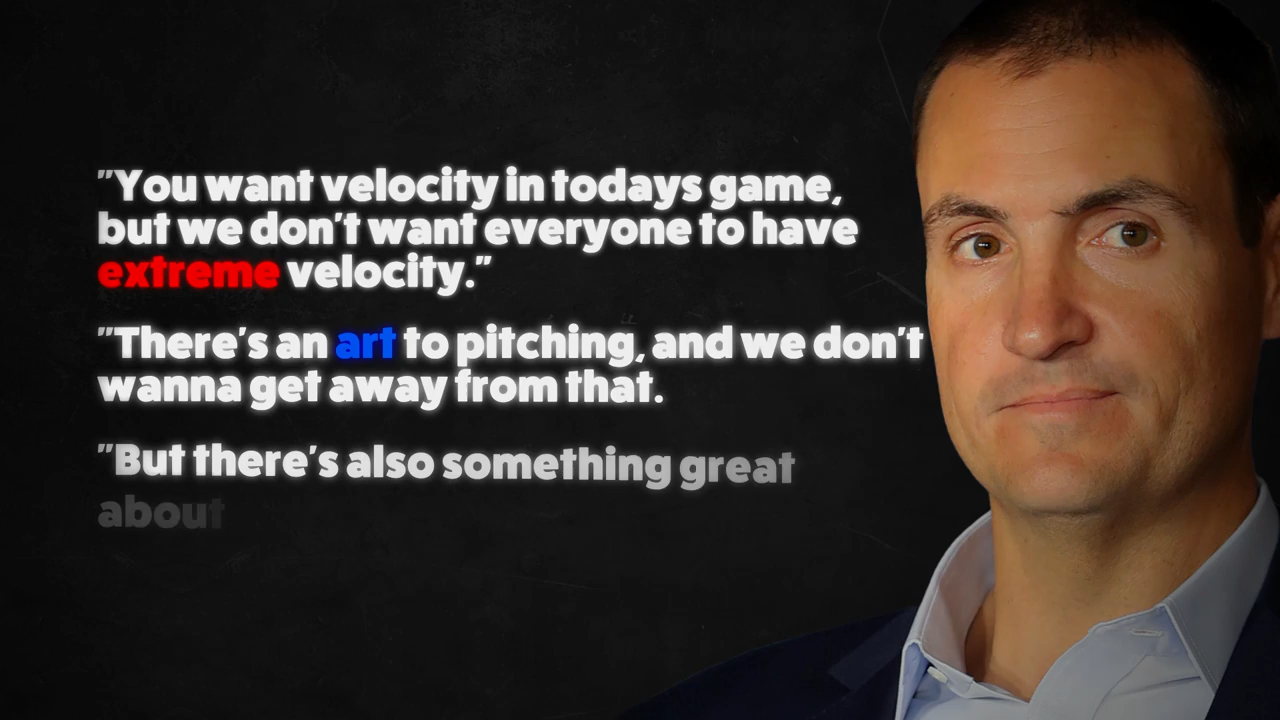 "You want velocity in todays game,
but we don't want everyone to have
extreme velocity."
"There's an art to pitching, and we don't
wanna get away from that.
"But there's also something great
about